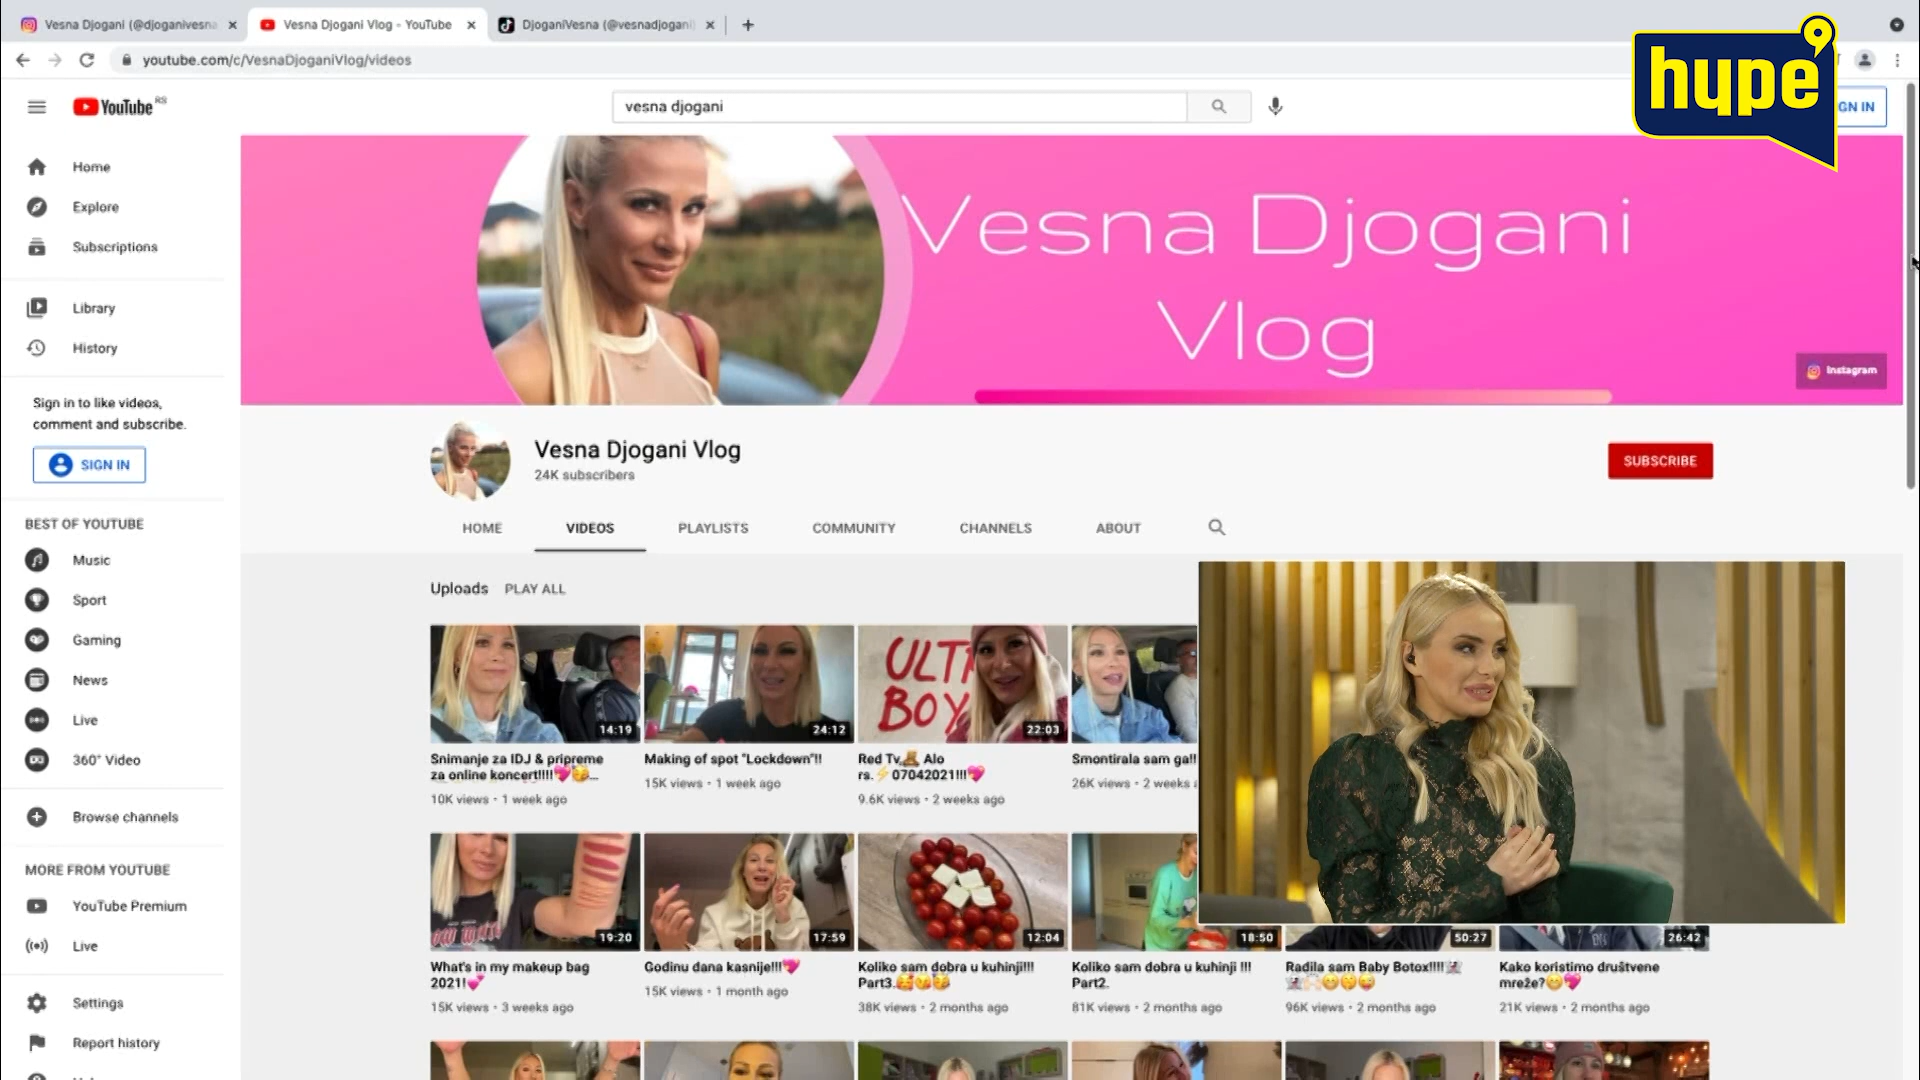 Vesna Djogani (@djoganivesna
Vesna Djogani Vlog - YouTube
DjoganiVesna (@vesnadjogani)
youtube.com/c/VesnaDjoganiVlog/videos
hype
YouTube RS
vesna djogani
GN IN
Home
Explore
Subscriptions
Library
History
Sign in to like videos,
comment and subscribe.
SIGN IN
BEST OF YOUTUBE
Music
Sport
Gaming
News
Live
360° Video
Browse channels
MORE FROM YOUTUBE
YouTube Premium
Live
Settings
Report history
Vesna Djogani
Vlog
Instagram
Vesna Djogani Vlog
24K subscribers
SUBSCRIBE
HOME VIDEOS PLAYLISTS COMMUNITY CHANNELS ABOUT
Uploads PLAY ALL
14:19
Snimanje za IDJ & pripreme
za online koncert!!!!💖🥳...
10K views • 1 week ago
24:12
Making of spot "Lockdown"!!
15K views • 1 week ago
ULTR
BOY
22:03
Red Tv,🧸 Alo
rs.⚡07042021!!!💖
9.6K views • 2 weeks ago
Smontirala sam ga!!
26K views • 2 weeks
19:20
What's in my makeup bag
2021!💕
15K views • 3 weeks ago
17:59
Godinu dana kasnije!!!💖
15K views • 1 month ago
12:04
Koliko sam dobra u kuhinji!!!
Part3.🥰😘🥳
38K views • 2 months ago
18:50
Koliko sam dobra u kuhinji !!!
Part2.
81K views • 2 months ago
50:27
Radila sam Baby Botox!!!!
96K views • 2 months ago
26:42
Kako koristimo društvene
mreže?😊💖
21K views • 2 months ago